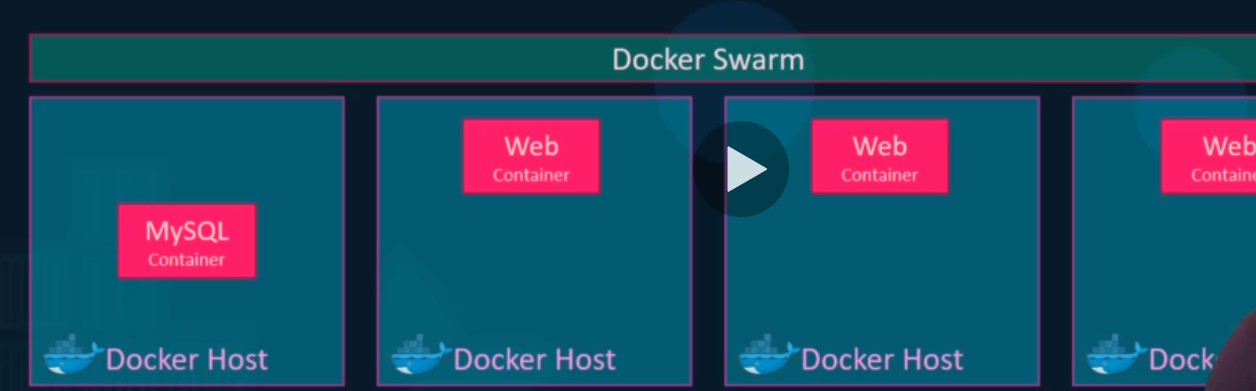 Docker Swarm
Web
Container
Web
Container
Web
MySQL
Container
Docker Host
Docker Host
Docker Host